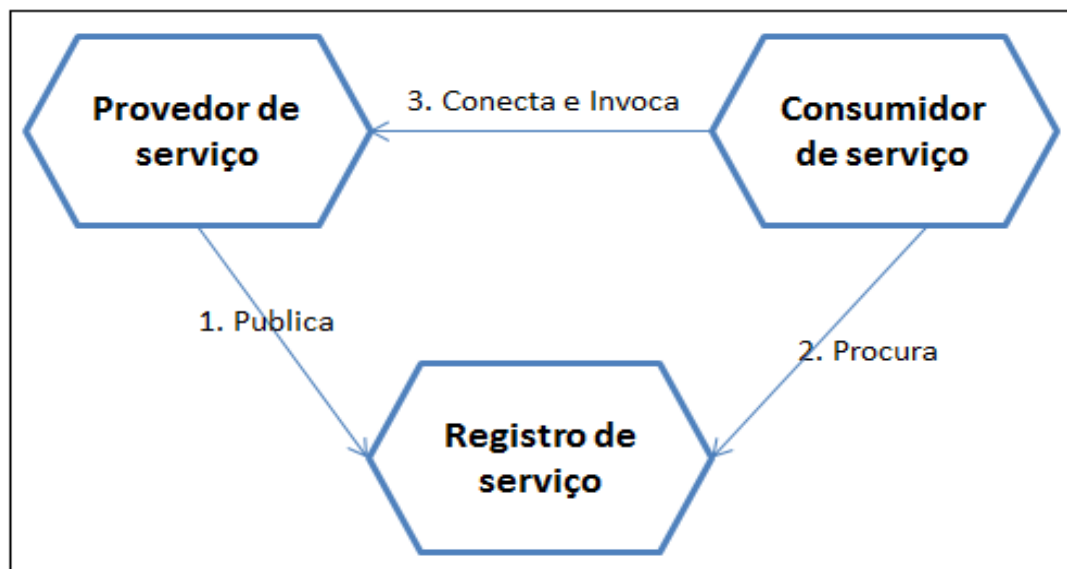 Provedor de
serviço
3. Conecta e Invoca
Consumidor
de serviço
1. Publica
2. Procura
Registro de
serviço